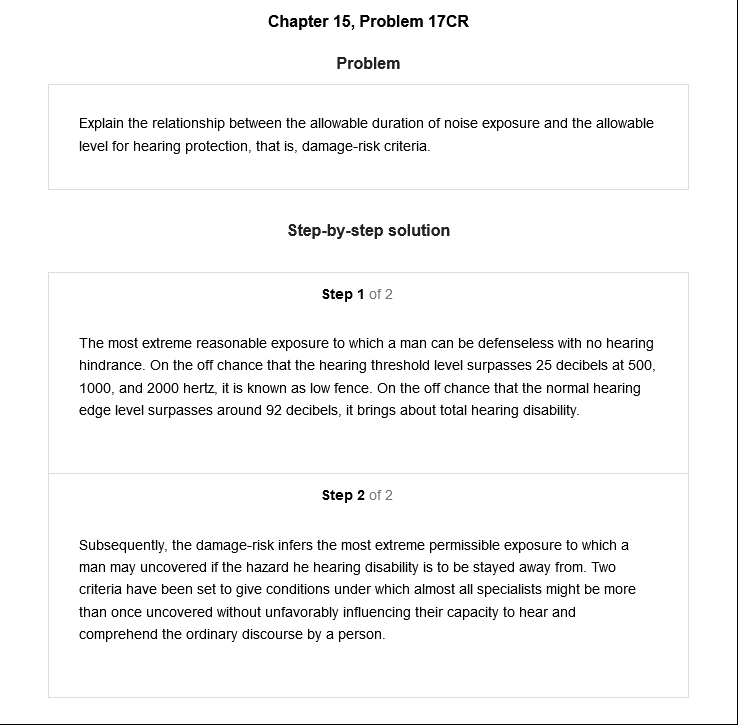 Chapter 15, Problem 17CR
Problem
Explain the relationship between the allowable duration of noise exposure and the allowable
level for hearing protection, that is, damage-risk criteria.
Step-by-step solution
Step 1 of 2
The most extreme reasonable exposure to which a man can be defenseless with no hearing
hindrance. On the off chance that the hearing threshold level surpasses 25 decibels at 500,
1000, and 2000 hertz, it is known as low fence. On the off chance that the normal hearing
edge level surpasses around 92 decibels, it brings about total hearing disability.
Step 2 of 2
Subsequently, the damage-risk infers the most extreme permissible exposure to which a
man may uncovered if the hazard he hearing disability is to be stayed away from. Two
criteria have been set to give conditions under which almost all specialists might be more
than once uncovered without unfavorably influencing their capacity to hear and
comprehend the ordinary discourse by a person.